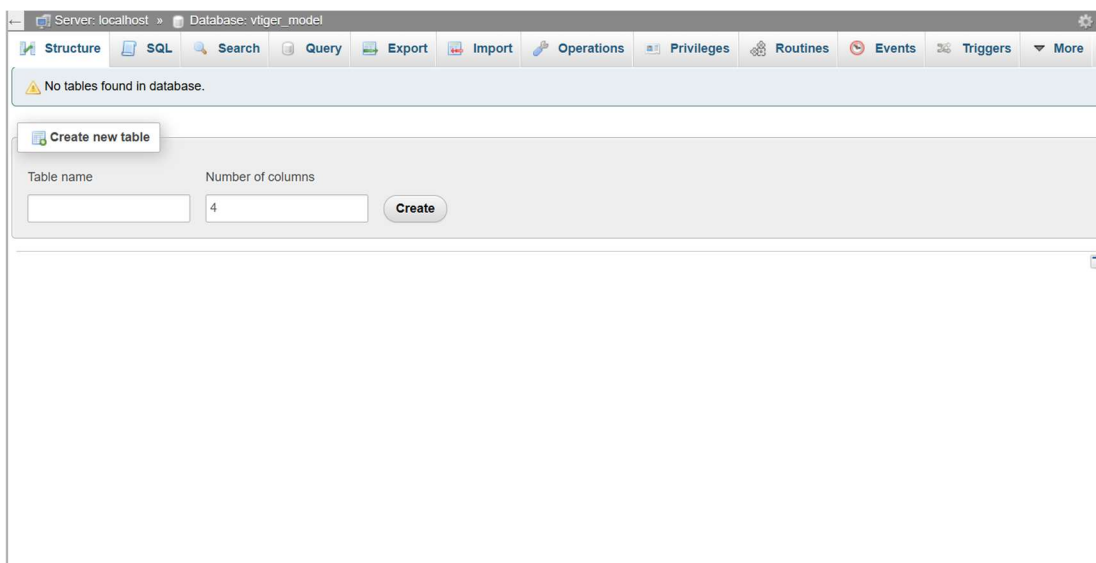 ← Server: localhost » Database: vtiger_model
Structure SQL Search Query Export Import Operations Privileges Routines Events Triggers More
No tables found in database.
Create new table
Table name Number of columns
4 Create